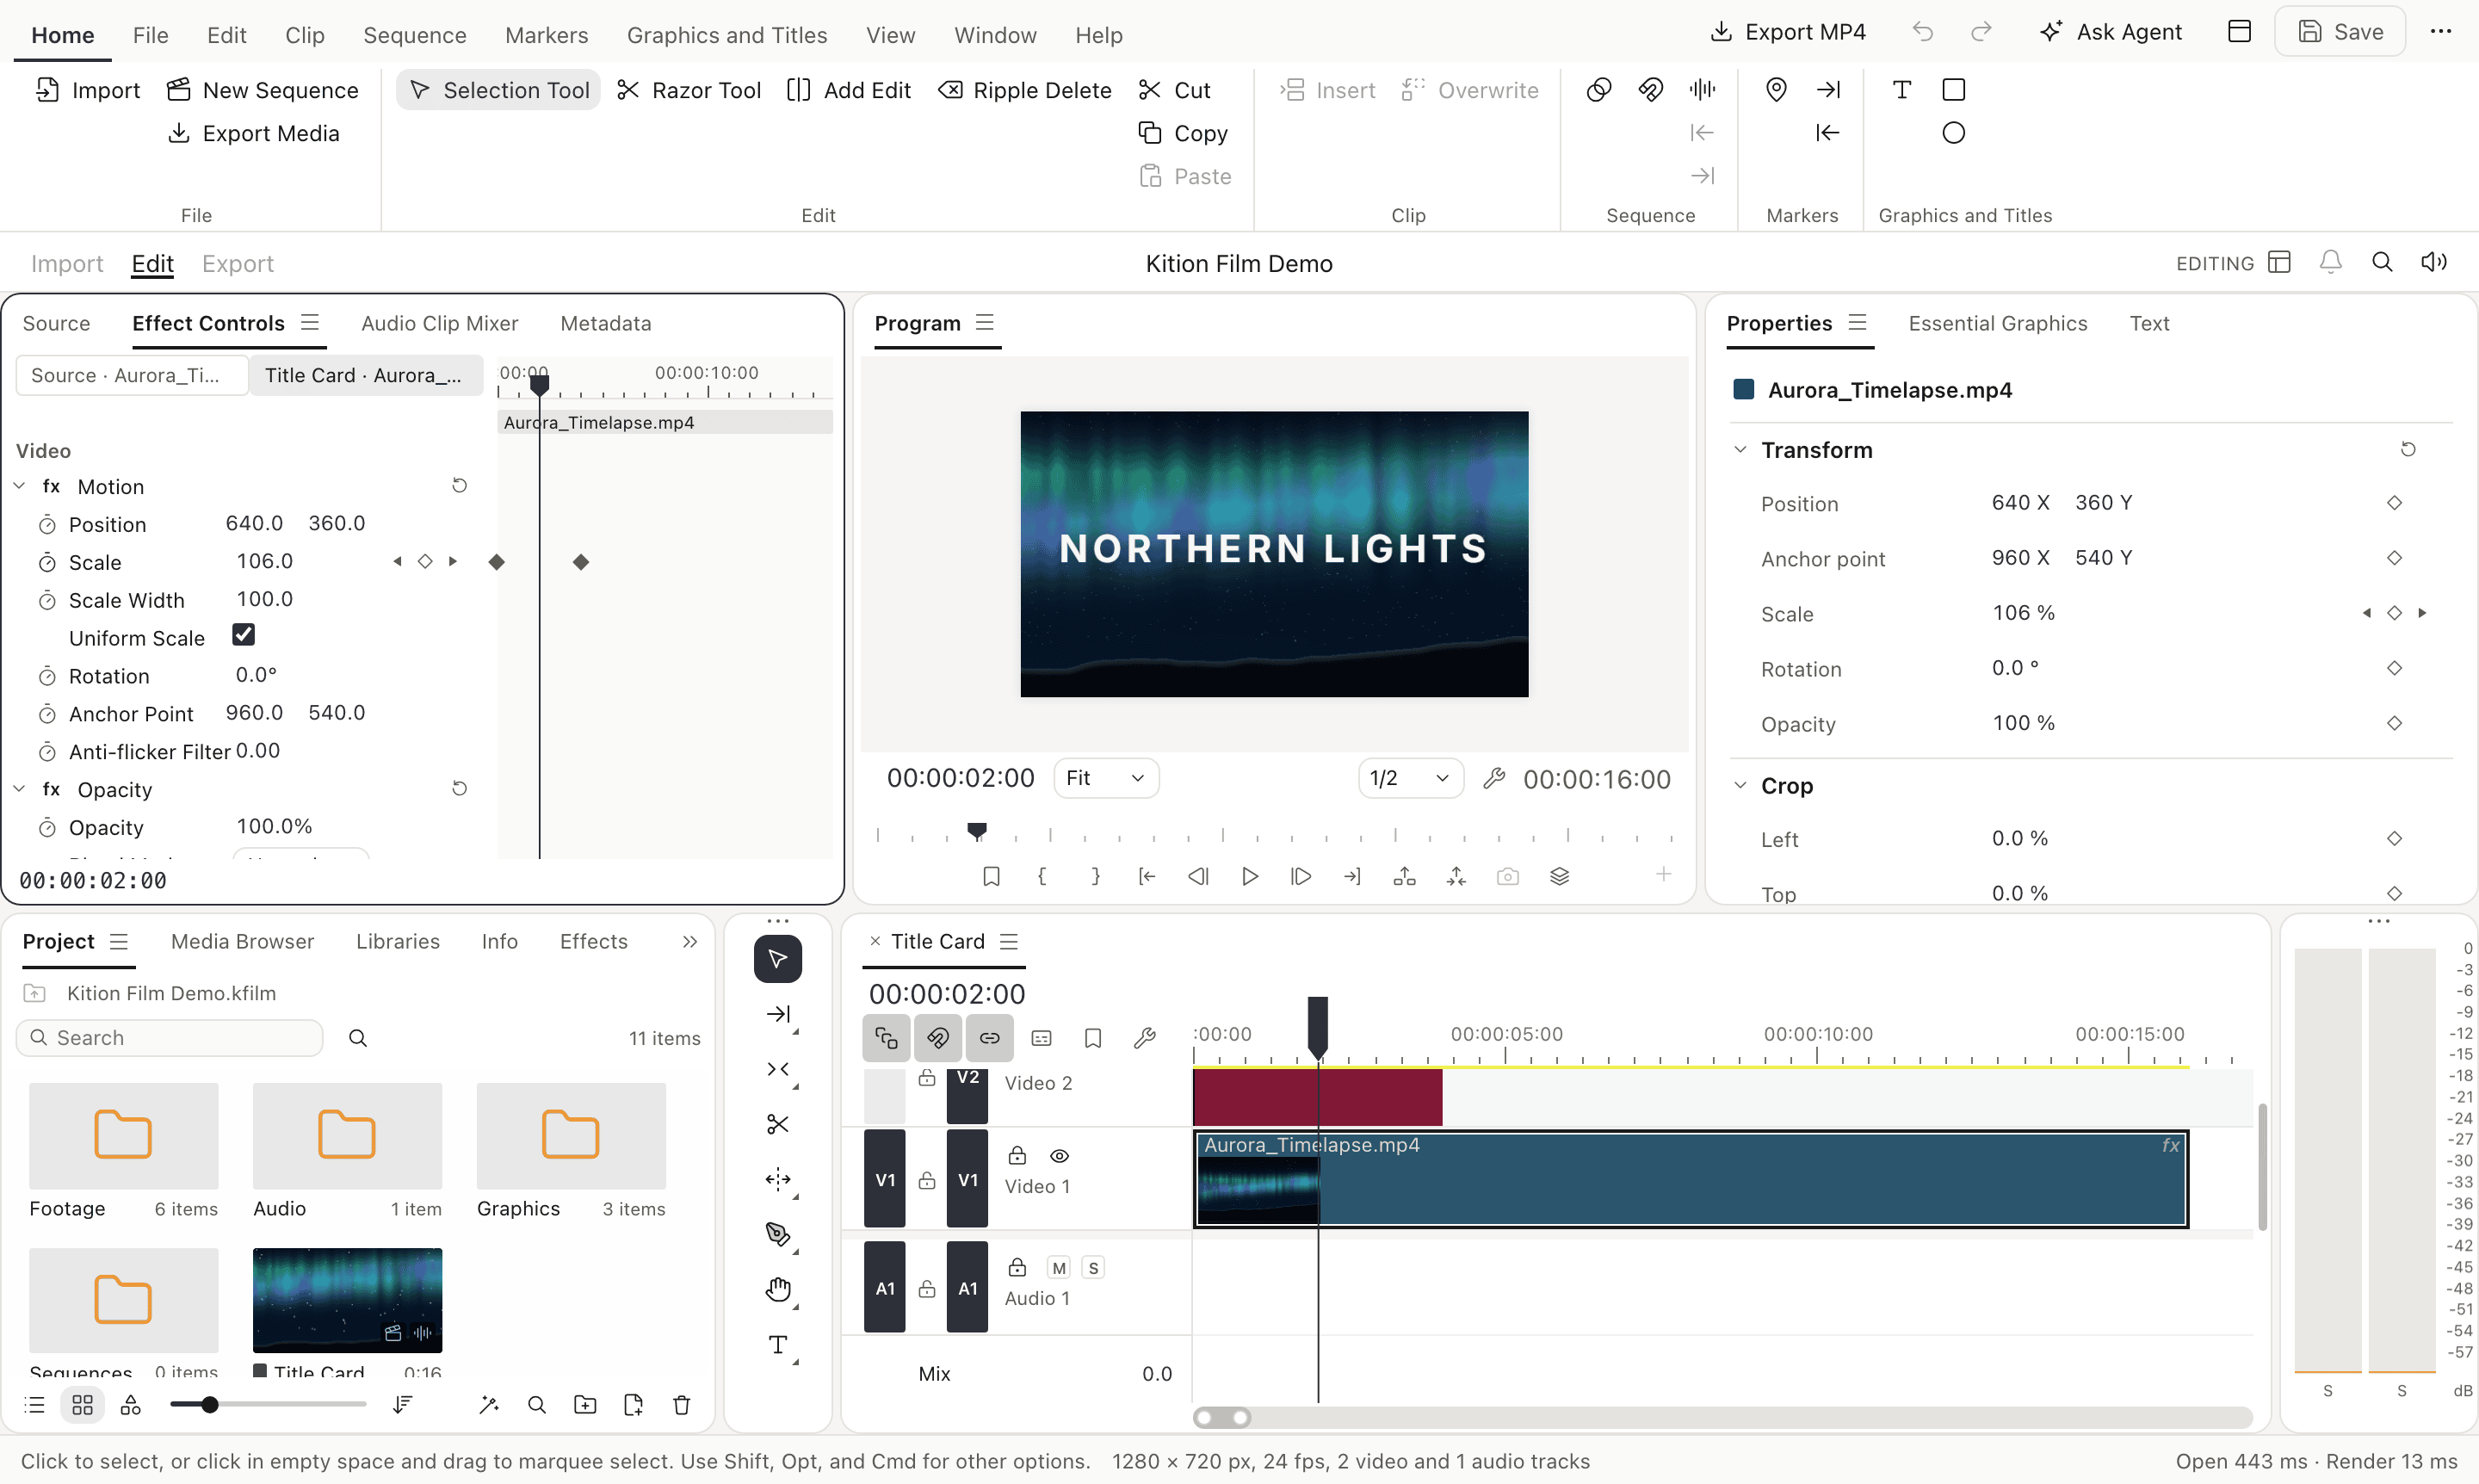 Home File Edit Clip Sequence Markers Graphics and Titles View Window Help Export MP4 Ask Agent Save
Import New Sequence Selection Tool Razor Tool Add Edit Ripple Delete Cut Insert Overwrite
Export Media Copy
Paste
File Edit Clip Sequence Markers Graphics and Titles
Import Edit Export Kition Film Demo EDITING
Source Effect Controls Audio Clip Mixer Metadata
Source · Aurora_Ti... Title Card · Aurora_...
:00:00 00:00:10:00
Aurora_Timelapse.mp4
Video
fx Motion
Position 640.0 360.0
Scale 106.0
Scale Width 100.0
Uniform Scale
Rotation 0.0°
Anchor Point 960.0 540.0
Anti-flicker Filter 0.00
fx Opacity
Opacity 100.0%
00:00:02:00
Program
NORTHERN LIGHTS
00:00:02:00 Fit 1/2 00:00:16:00
Properties Essential Graphics Text
Aurora_Timelapse.mp4
Transform
Position 640 X 360 Y
Anchor point 960 X 540 Y
Scale 106 %
Rotation 0.0 °
Opacity 100 %
Crop
Left 0.0 %
Top 0.0 %
Project Media Browser Libraries Info Effects
Kition Film Demo.kfilm
Search 11 items
Footage 6 items Audio 1 item Graphics 3 items
Sequences 0 items Title Card 0:16
Title Card
00:00:02:00
:00:00 00:00:05:00 00:00:10:00 00:00:15:00
V2 Video 2
Aurora_Timelapse.mp4 fx
V1 V1 Video 1
A1 A1 M S
Audio 1
Mix 0.0
0
-3
-6
-9
-12
-15
-18
-21
-24
-27
-30
-33
-36
-39
-42
-45
-48
-51
-54
-57
S S dB
Click to select, or click in empty space and drag to marquee select. Use Shift, Opt, and Cmd for other options. 1280 × 720 px, 24 fps, 2 video and 1 audio tracks Open 443 ms · Render 13 ms